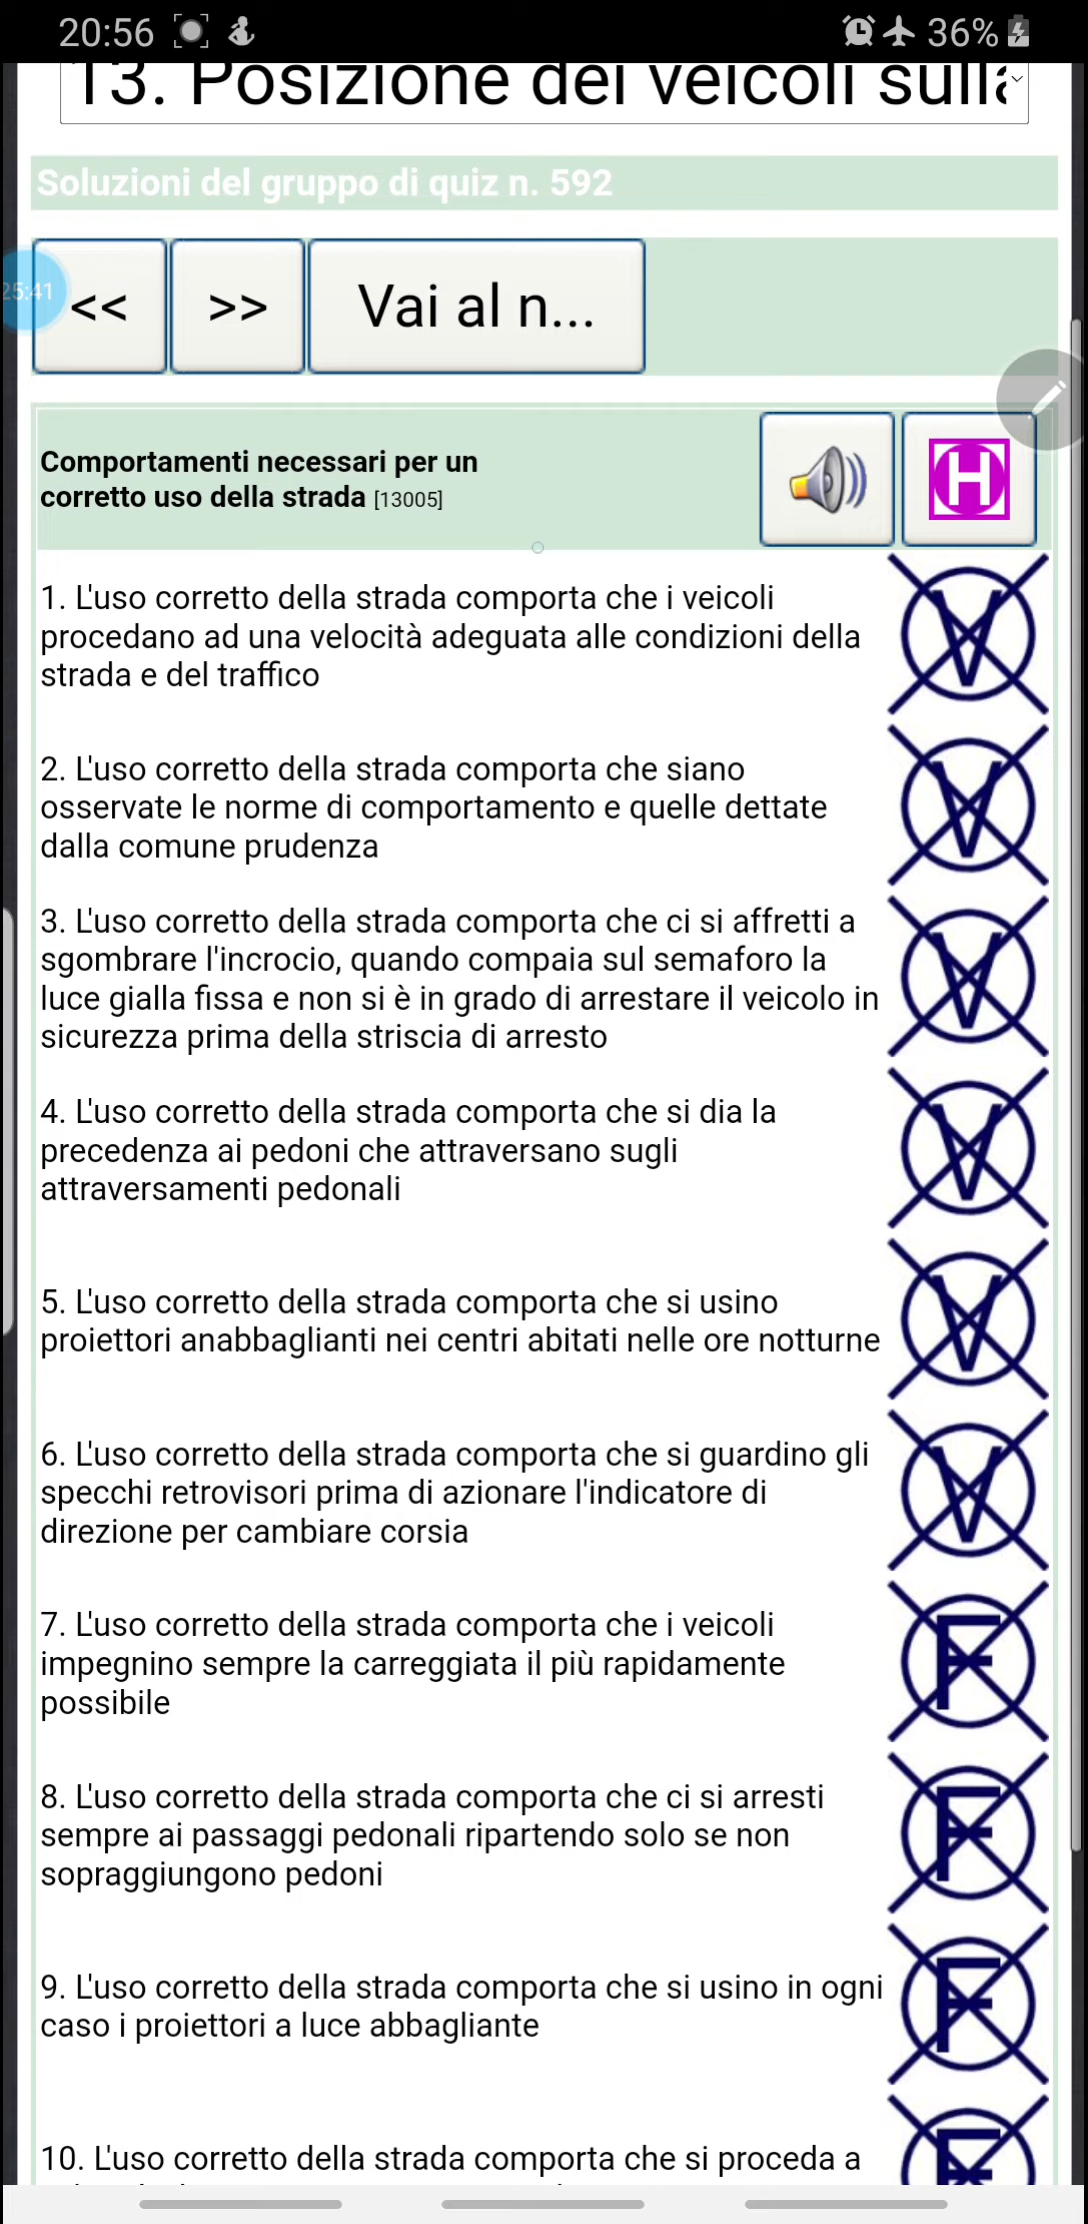 20:56
36%
13. Posizione dei veicoli sulla
Soluzioni del gruppo di quiz n. 592
25:41
<<
>>
Vai al n...
Comportamenti necessari per un
corretto uso della strada [13005]
H
1. L'uso corretto della strada comporta che i veicoli
procedano ad una velocità adeguata alle condizioni della
strada e del traffico
V
2. L'uso corretto della strada comporta che siano
osservate le norme di comportamento e quelle dettate
dalla comune prudenza
V
3. L'uso corretto della strada comporta che ci si affretti a
sgombrare l'incrocio, quando compaia sul semaforo la
luce gialla fissa e non si è in grado di arrestare il veicolo in
sicurezza prima della striscia di arresto
V
4. L'uso corretto della strada comporta che si dia la
precedenza ai pedoni che attraversano sugli
attraversamenti pedonali
V
5. L'uso corretto della strada comporta che si usino
proiettori anabbaglianti nei centri abitati nelle ore notturne
V
6. L'uso corretto della strada comporta che si guardino gli
specchi retrovisori prima di azionare l'indicatore di
direzione per cambiare corsia
V
7. L'uso corretto della strada comporta che i veicoli
impegnino sempre la carreggiata il più rapidamente
possibile
F
8. L'uso corretto della strada comporta che ci si arresti
sempre ai passaggi pedonali ripartendo solo se non
sopraggiungono pedoni
F
9. L'uso corretto della strada comporta che si usino in ogni
caso i proiettori a luce abbagliante
F
10. L'uso corretto della strada comporta che si proceda a
F